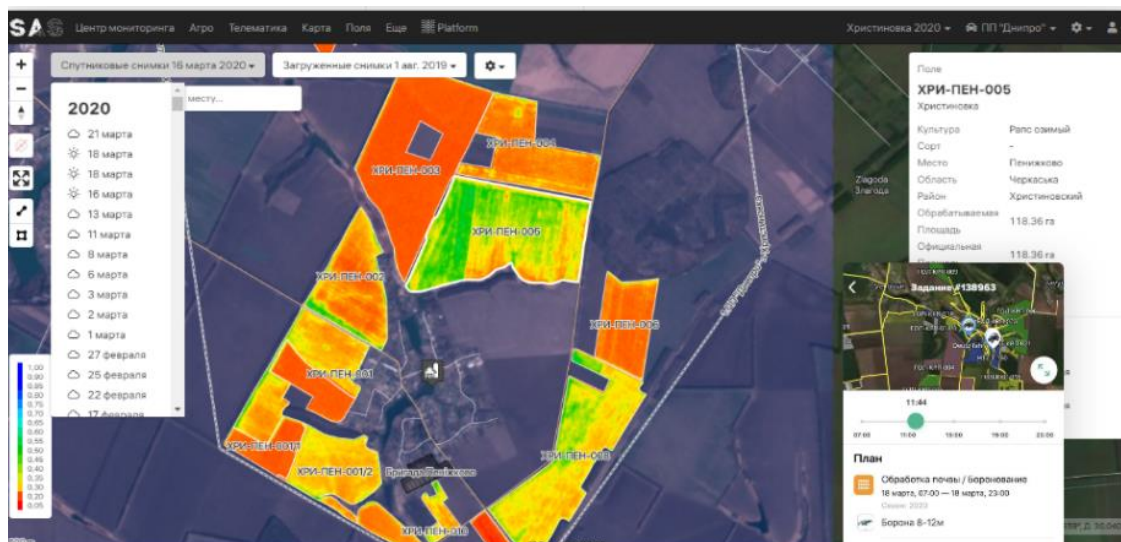 SAS Центр мониторинга Агро Телематика Карта Поля Еще Platform Христиновка 2020 ПП "Днипро"
Спутниковые снимки 16 марта 2020 Загруженные снимки 1 авг. 2019
месту...
2020
21 марта
18 марта
18 марта
16 марта
13 марта
11 марта
8 марта
6 марта
3 марта
2 марта
1 марта
27 февраля
25 февраля
22 февраля
17 февраля
1,00
0,90
0,85
0,80
0,75
0,70
0,65
0,60
0,55
0,50
0,45
0,40
0,35
0,30
0,20
0,05
ХРИ-ПЕН-003
ХРИ-ПЕН-004
ХРИ-ПЕН-005
ХРИ-ПЕН-002
ХРИ-ПЕН-006
ХРИ-ПЕН-001
ХРИ-ПЕН-001/1
ХРИ-ПЕН-001/2
Бригада Пеніжково
ХРИ-ПЕН-016
Zlagoda
Злагода
Поле
ХРИ-ПЕН-005
Христиновка
Культура Рапс озимый
Сорт -
Место Пенижково
Область Черкаська
Район Христиновский
Обрабатываемая Площадь 118.36 га
Официальная 118.36 га
Задание #138963
11:44
07:00 11:00 15:00 19:00 23:00
План
Обработка почвы / Боронование
18 марта, 07:00 — 18 марта, 23:00
Борона 8-12м